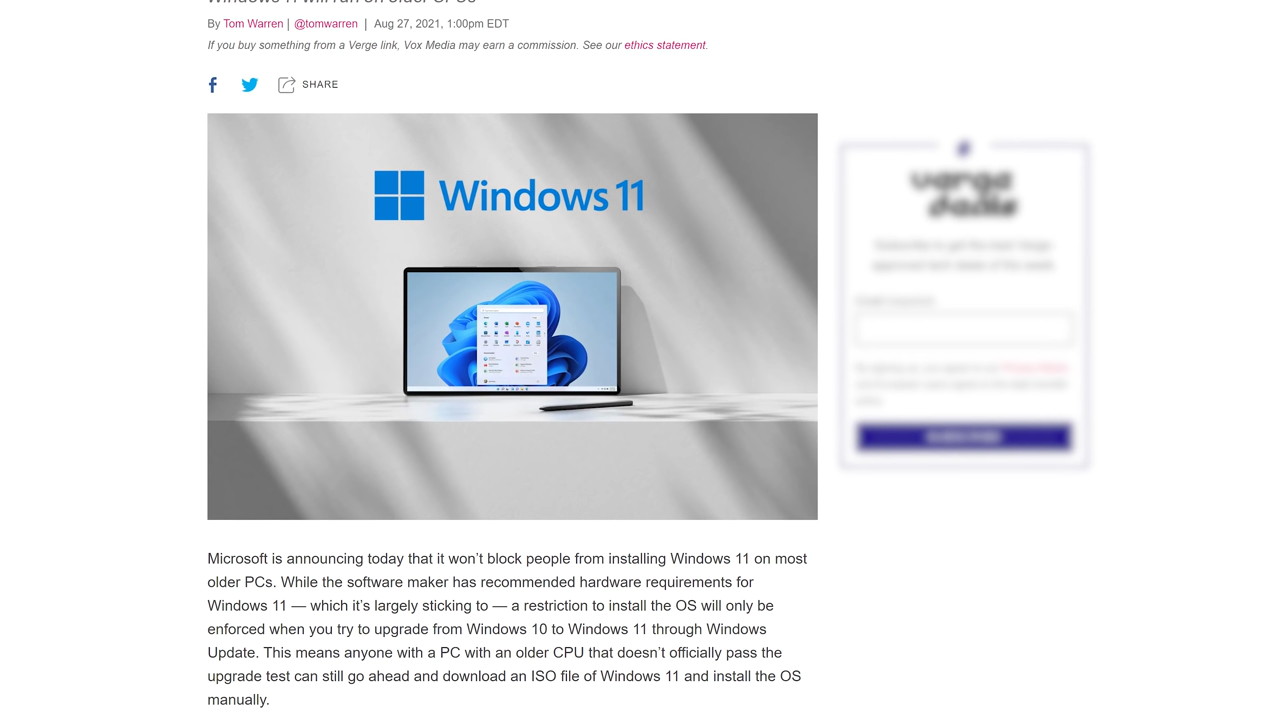 By Tom Warren | @tomwarren | Aug 27, 2021, 1:00pm EDT
If you buy something from a Verge link, Vox Media may earn a commission. See our ethics statement.
SHARE
Windows 11
Microsoft is announcing today that it won’t block people from installing Windows 11 on most
older PCs. While the software maker has recommended hardware requirements for
Windows 11 — which it’s largely sticking to — a restriction to install the OS will only be
enforced when you try to upgrade from Windows 10 to Windows 11 through Windows
Update. This means anyone with a PC with an older CPU that doesn’t officially pass the
upgrade test can still go ahead and download an ISO file of Windows 11 and install the OS
manually.